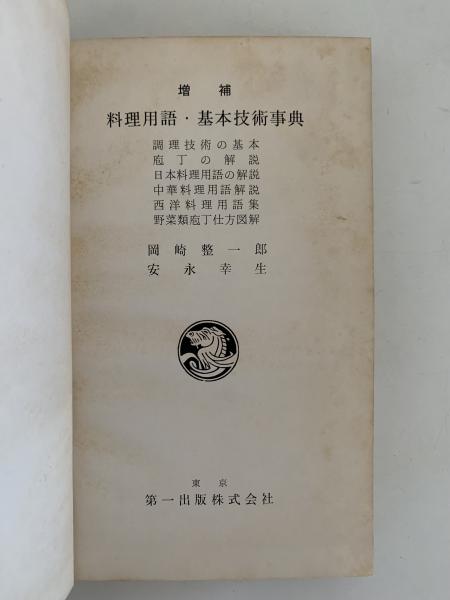 増補
料理用語・基本技術事典
調理技術の基本
庖丁の解説
日本料理用語の解説
中華料理用語解説
西洋料理用語集
野菜類庖丁仕方図解
岡崎整一郎
安永幸生
東京
第一出版株式会社